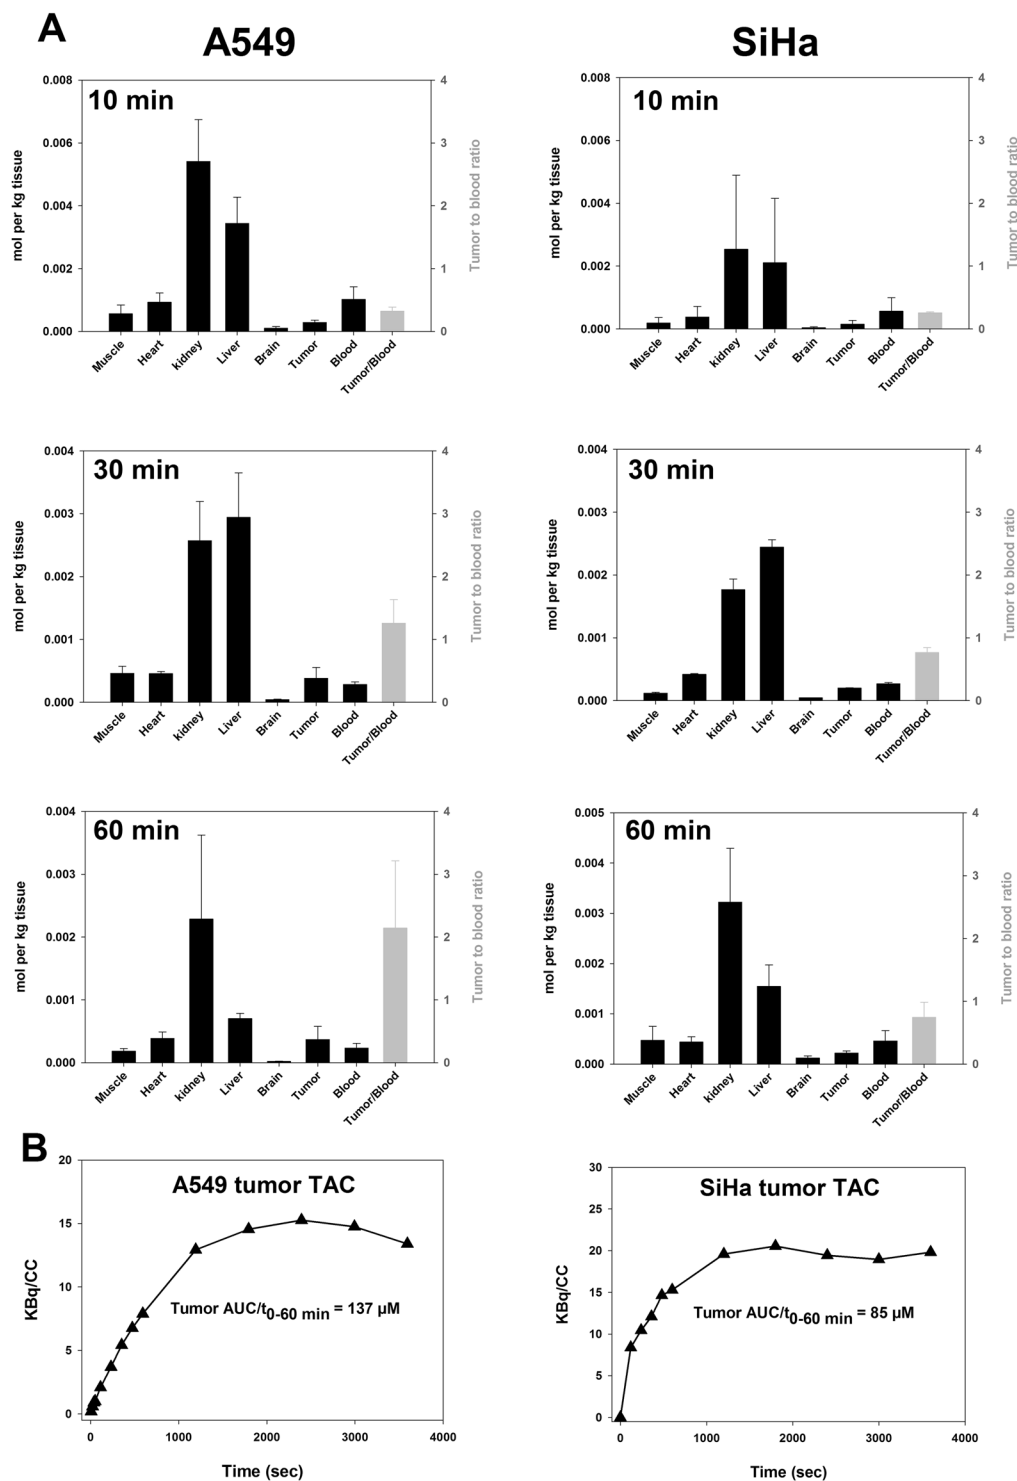 A
A549
SiHa
10 min
0.008
0.006
0.004
0.002
0.000
mol per kg tissue
4
3
2
1
0
Tumor to blood ratio
Muscle
Heart
kidney
Liver
Brain
Tumor
Blood
Tumor/Blood
10 min
0.008
0.006
0.004
0.002
0.000
mol per kg tissue
4
3
2
1
0
Tumor to blood ratio
Muscle
Heart
kidney
Liver
Brain
Tumor
Blood
Tumor/Blood
30 min
0.004
0.003
0.002
0.001
0.000
mol per kg tissue
4
3
2
1
0
Tumor to blood ratio
Muscle
Heart
kidney
Liver
Brain
Tumor
Blood
Tumor/Blood
30 min
0.004
0.003
0.002
0.001
0.000
mol per kg tissue
4
3
2
1
0
Tumor to blood ratio
Muscle
Heart
kidney
Liver
Brain
Tumor
Blood
Tumor/Blood
60 min
0.004
0.003
0.002
0.001
0.000
mol per kg tissue
4
3
2
1
0
Tumor to blood ratio
Muscle
Heart
kidney
Liver
Brain
Tumor
Blood
Tumor/Blood
60 min
0.005
0.004
0.003
0.002
0.001
0.000
mol per kg tissue
4
3
2
1
0
Tumor to blood ratio
Muscle
Heart
kidney
Liver
Brain
Tumor
Blood
Tumor/Blood
B
A549 tumor TAC
20
15
10
5
0
KBq/CC
Tumor AUC/t0-60 min = 137 µM
0
1000
2000
3000
4000
Time (sec)
SiHa tumor TAC
30
25
20
15
10
5
0
KBq/CC
Tumor AUC/t0-60 min = 85 µM
0
1000
2000
3000
4000
Time (sec)